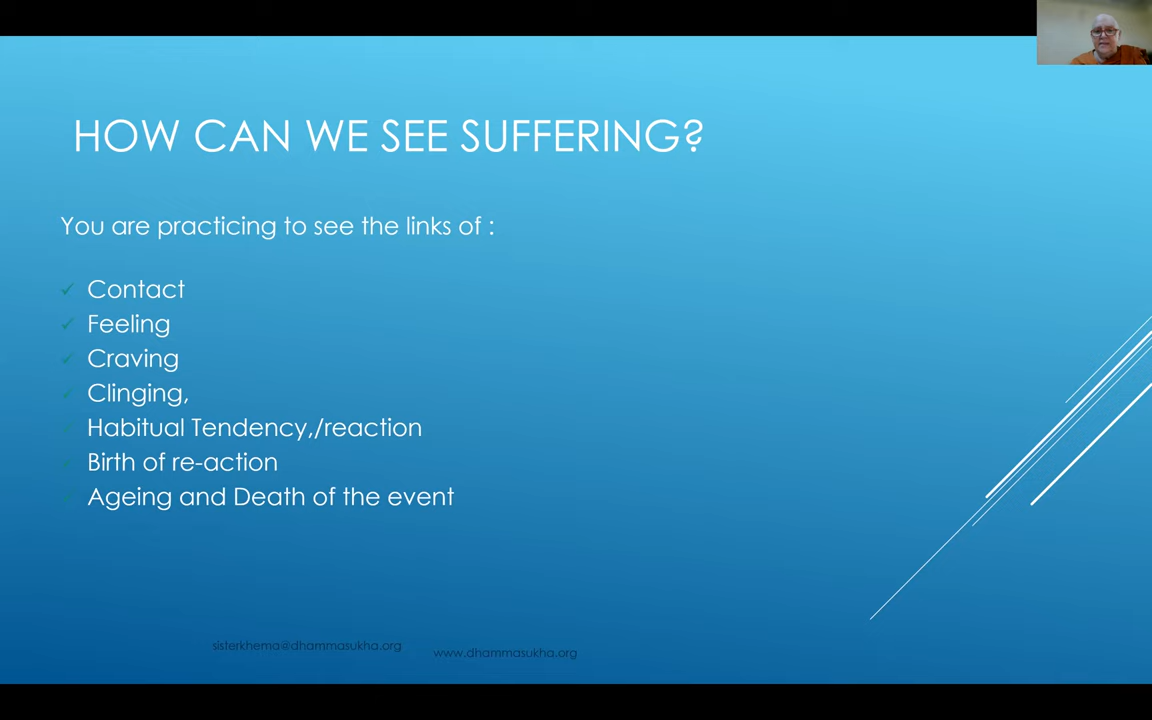 HOW CAN WE SEE SUFFERING?
You are practicing to see the links of :
Contact
Feeling
Craving
Clinging,
Habitual Tendency,/reaction
Birth of re-action
Ageing and Death of the event
sisterkhema@dhammasukha.org
www.dhammasukha.org